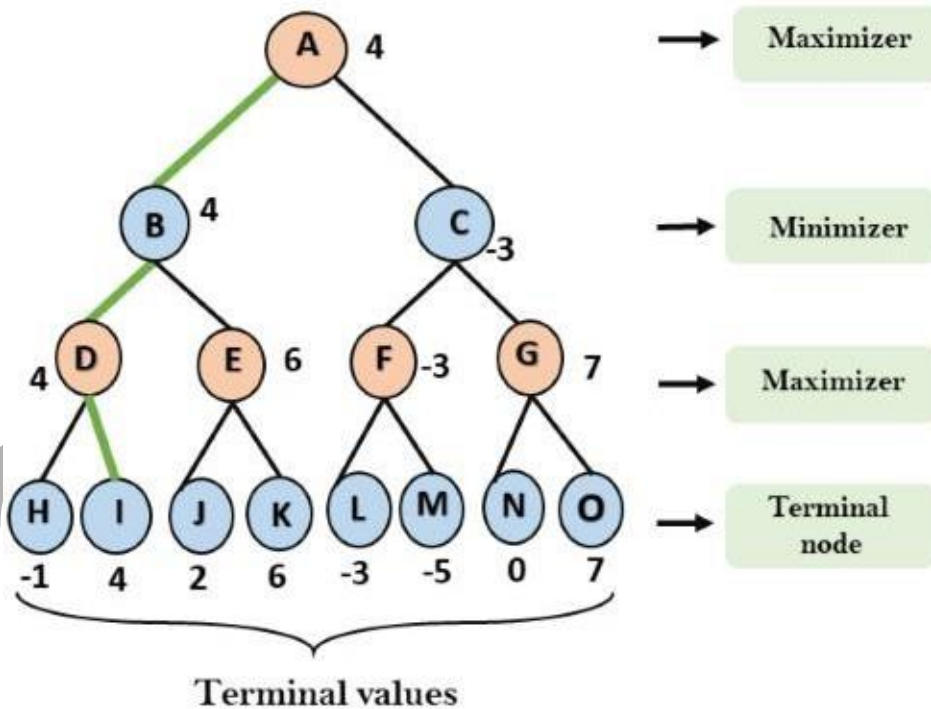 A 4 Maximizer
B 4 C -3 Minimizer
D 4 E 6 F -3 G 7 Maximizer
H I J K L M N O Terminal
node
-1 4 2 6 -3 -5 0 7
Terminal values